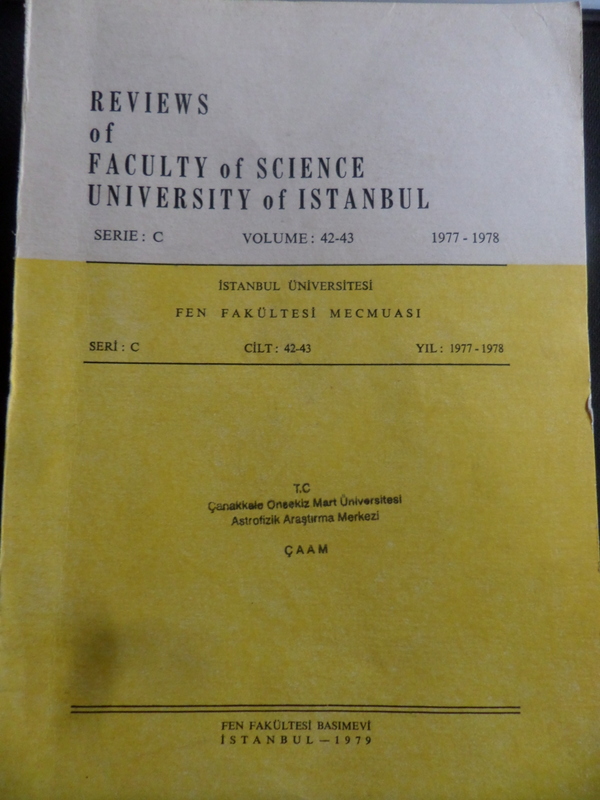 REVIEWS
of
FACULTY of SCIENCE
UNIVERSITY of ISTANBUL
SERIE: C VOLUME: 42-43 1977 - 1978
İSTANBUL ÜNİVERSİTESİ
FEN FAKÜLTESİ MECMUASI
SERİ: C CİLT: 42-43 YIL: 1977-1978
T.C
Çanakkale Onsekiz Mart Üniversitesi
Astrofizik Araştırma Merkezi
ÇAAM
FEN FAKÜLTESİ BASIMEVİ
İSTANBUL — 1979